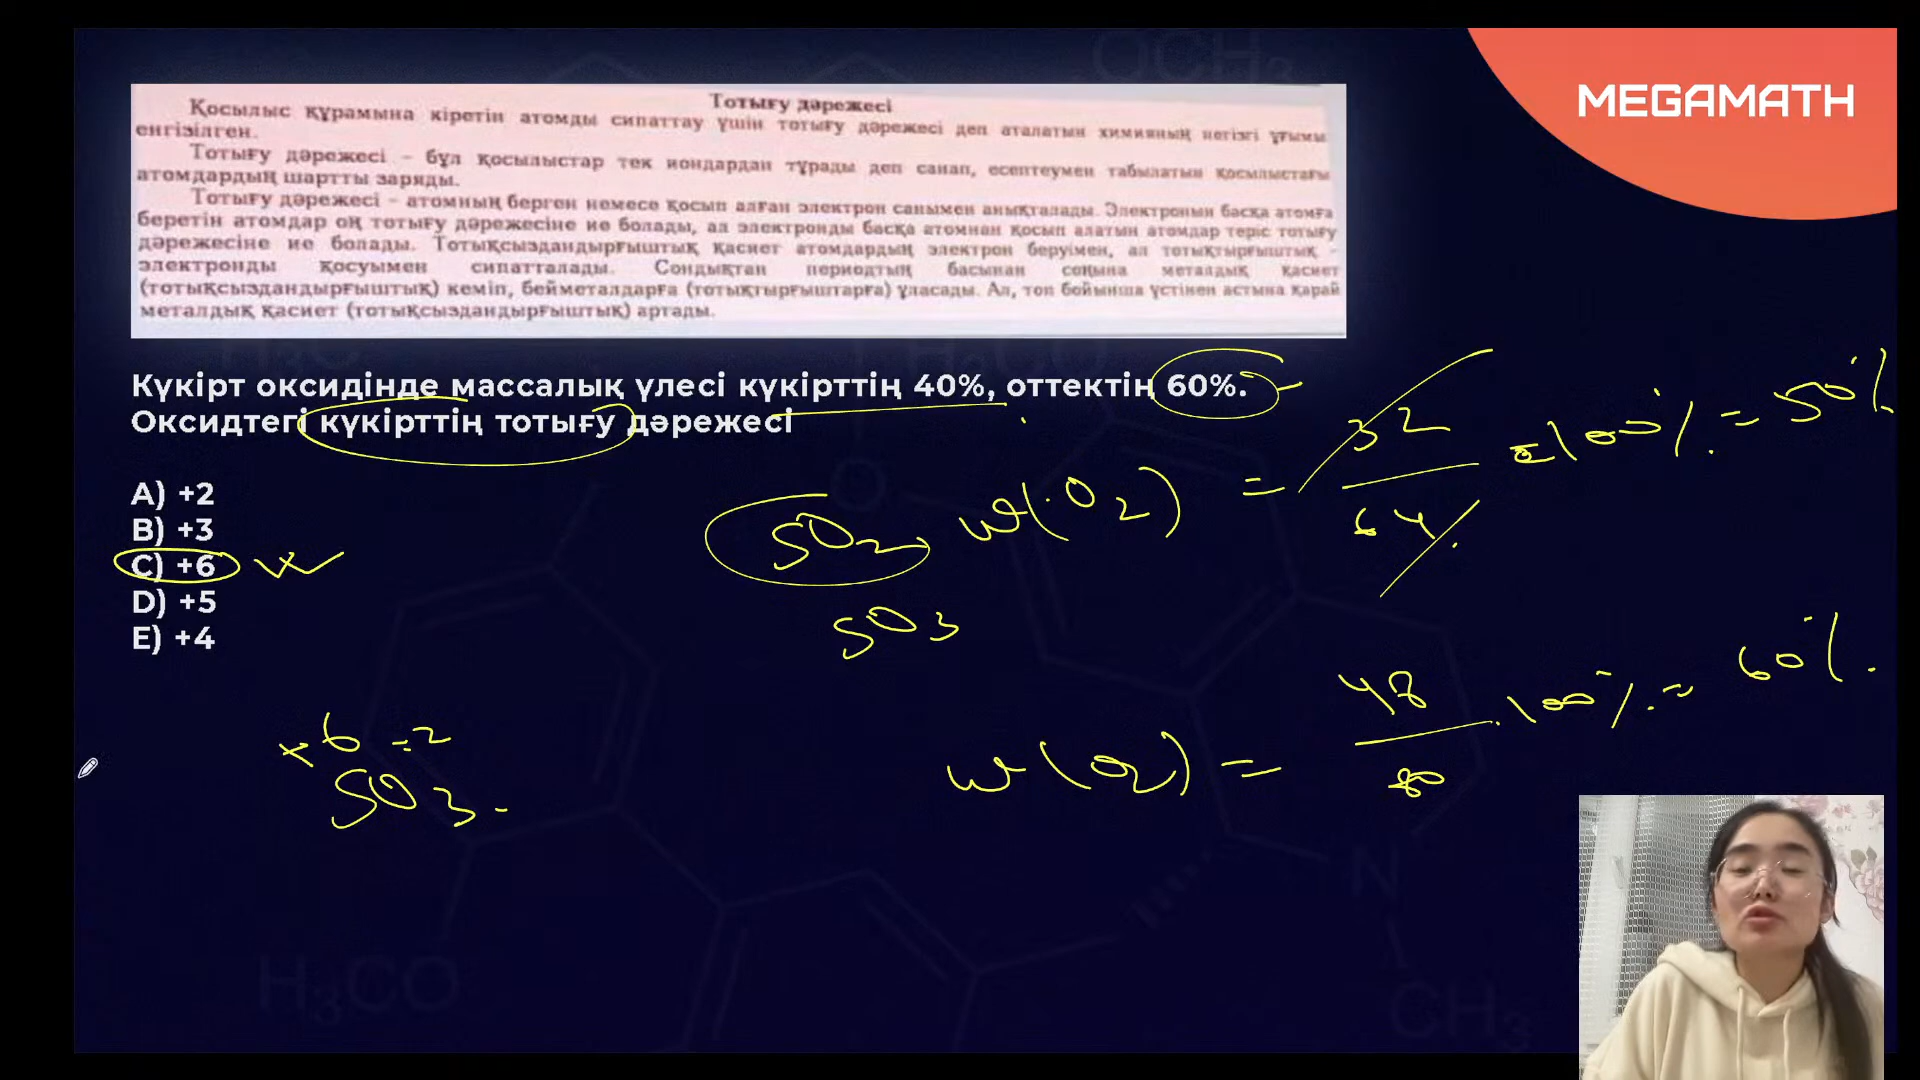 MEGAMATH
Тотығу дәрежесі
Қосылыс құрамына кіретін атомды сипаттау үшін тотығу дәрежесі деп аталатын химияның негізгі ұғымы
енгізілген.
Тотығу дәрежесі – бұл қосылыстар тек иондардан тұрады деп санап, есептеумен табылатын қосылыстағы
атомдардың шартты заряды.
Тотығу дәрежесі – атомның берген немесе қосып алған электрон санымен анықталады. Электронын басқа атомға
беретін атомдар оң тотығу дәрежесіне ие болады, ал электронды басқа атомнан қосып алатын атомдар теріс тотығу
дәрежесіне ие болады. Тотықсыздандырғыштық қасиет атомдардың электрон беруімен, ал тотықтырғыштық –
электронды қосуымен сипатталады. Сондықтан периодтың басынан соңына металдық қасиет
(тотықсыздандырғыштық) кеміп, бейметалдарға (тотықтырғыштарға) ұласады. Ал, топ бойынша үстінен астына қарай
металдық қасиет (тотықсыздандырғыштық) артады.
Күкірт оксидінде массалық үлесі күкірттің 40%, оттектің 60%.
Оксидтегі күкірттің тотығу дәрежесі
A) +2
B) +3
C) +6
D) +5
E) +4
SO2 w(O2) = 32/64 · 100% = 50%
SO3
w(O2) = 48/80 · 100% = 60%
+6 -2
SO3
H₃CO
N
CH₃
OCH₃